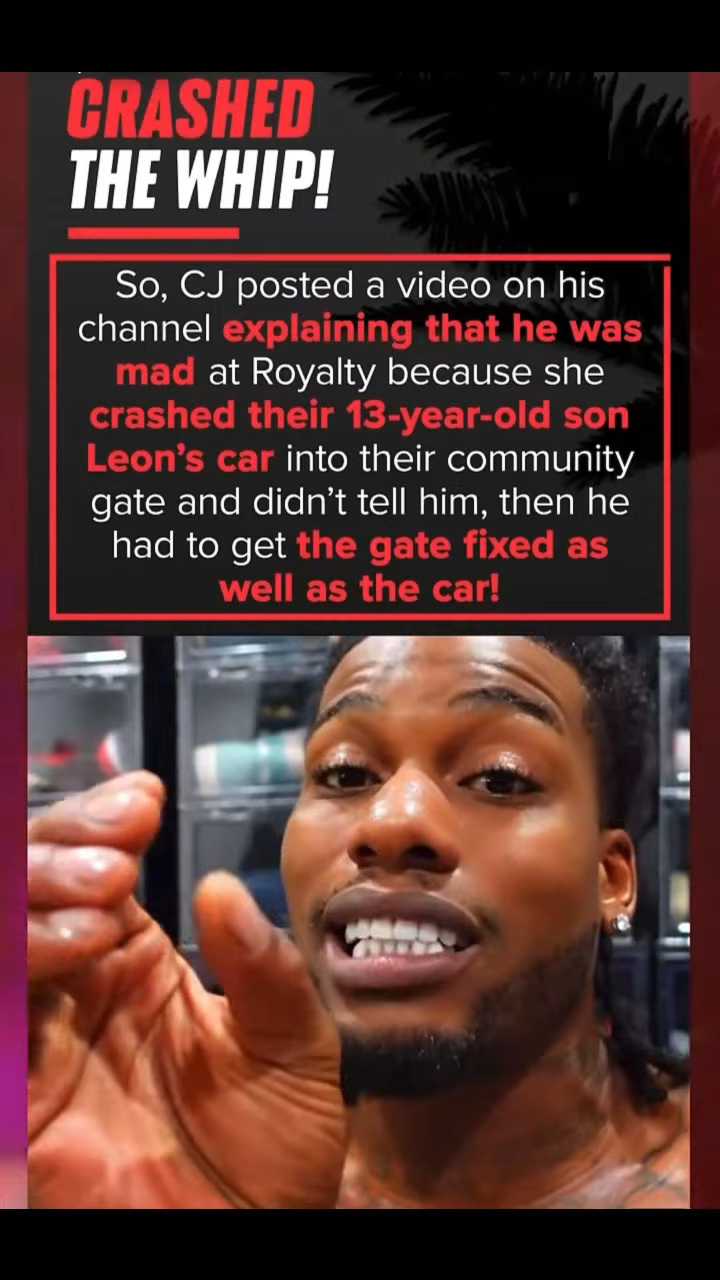 CRASHED
THE WHIP!
So, CJ posted a video on his
channel explaining that he was
mad at Royalty because she
crashed their 13-year-old son
Leon’s car into their community
gate and didn’t tell him, then he
had to get the gate fixed as
well as the car!